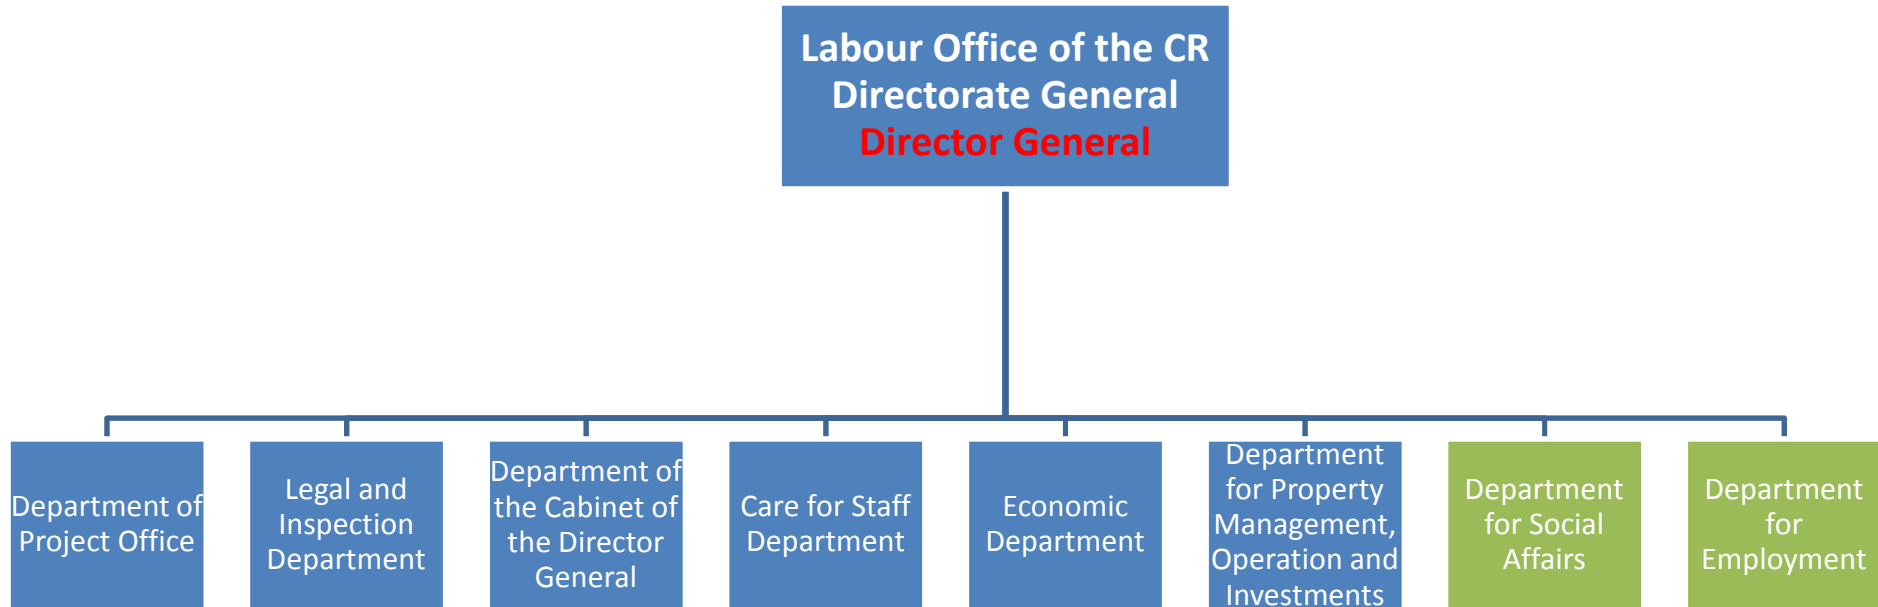 Labour Office of the CR
Directorate General
Director General
Department of
Project Office
Legal and
Inspection
Department
Department of
the Cabinet of
the Director
General
Care for Staff
Department
Economic
Department
Department
for Property
Management,
Operation and
Investments
Department
for Social
Affairs
Department
for
Employment